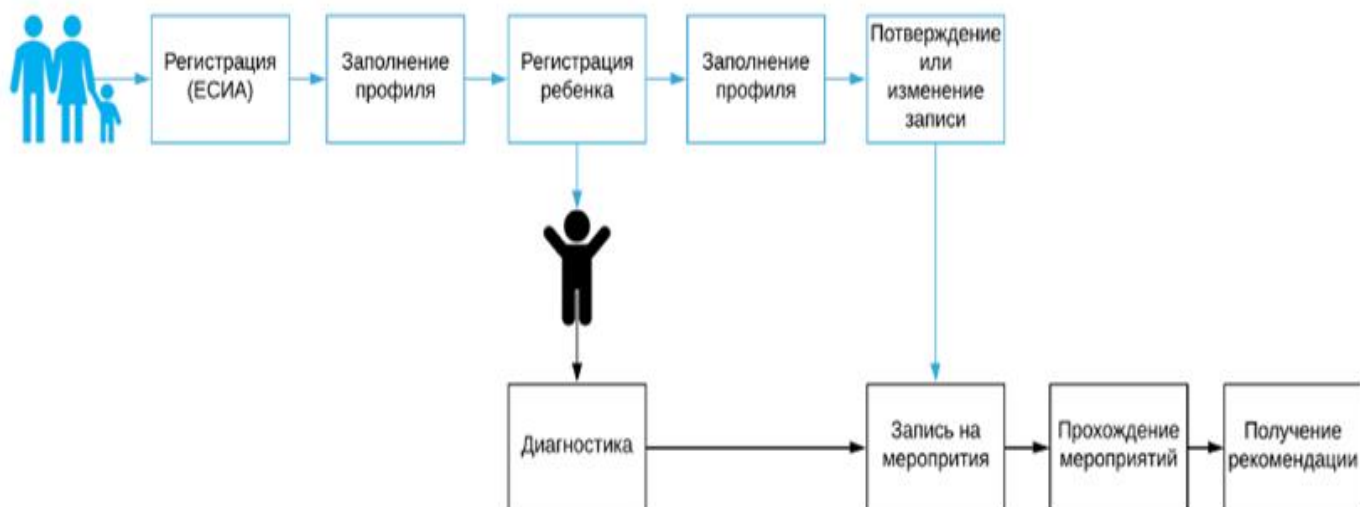 Регистрация
(ЕСИА)
Заполнение
профиля
Регистрация
ребенка
Заполнение
профиля
Потверждение
или
изменение
записи
Диагностика
Запись на
меропрития
Прохождение
мероприятий
Получение
рекомендации